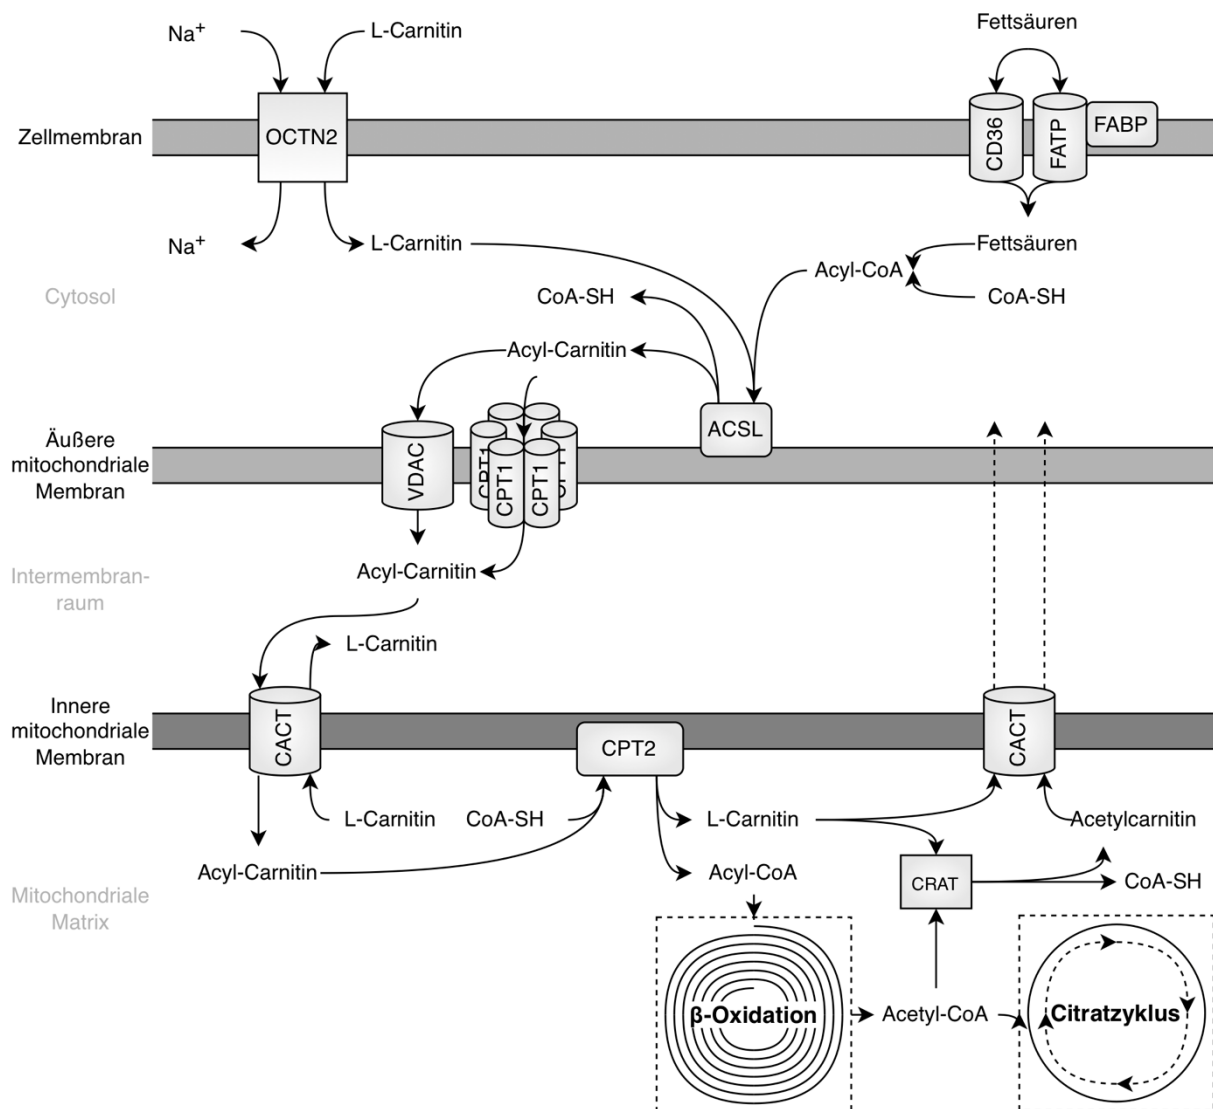 Na+
L-Carnitin
Fettsäuren
Zellmembran
OCTN2
CD36
FATP
FABP
Na+
L-Carnitin
Fettsäuren
Acyl-CoA
Cytosol
CoA-SH
CoA-SH
Acyl-Carnitin
Äußere
mitochondriale
Membran
VDAC
CPT1
CPT1
CPT1
CPT1
ACSL
Intermembran-
raum
Acyl-Carnitin
L-Carnitin
Innere
mitochondriale
Membran
CACT
CPT2
CACT
L-Carnitin
CoA-SH
L-Carnitin
Acetylcarnitin
Acyl-Carnitin
Acyl-CoA
CRAT
CoA-SH
Mitochondriale
Matrix
β-Oxidation
Acetyl-CoA
Citratzyklus